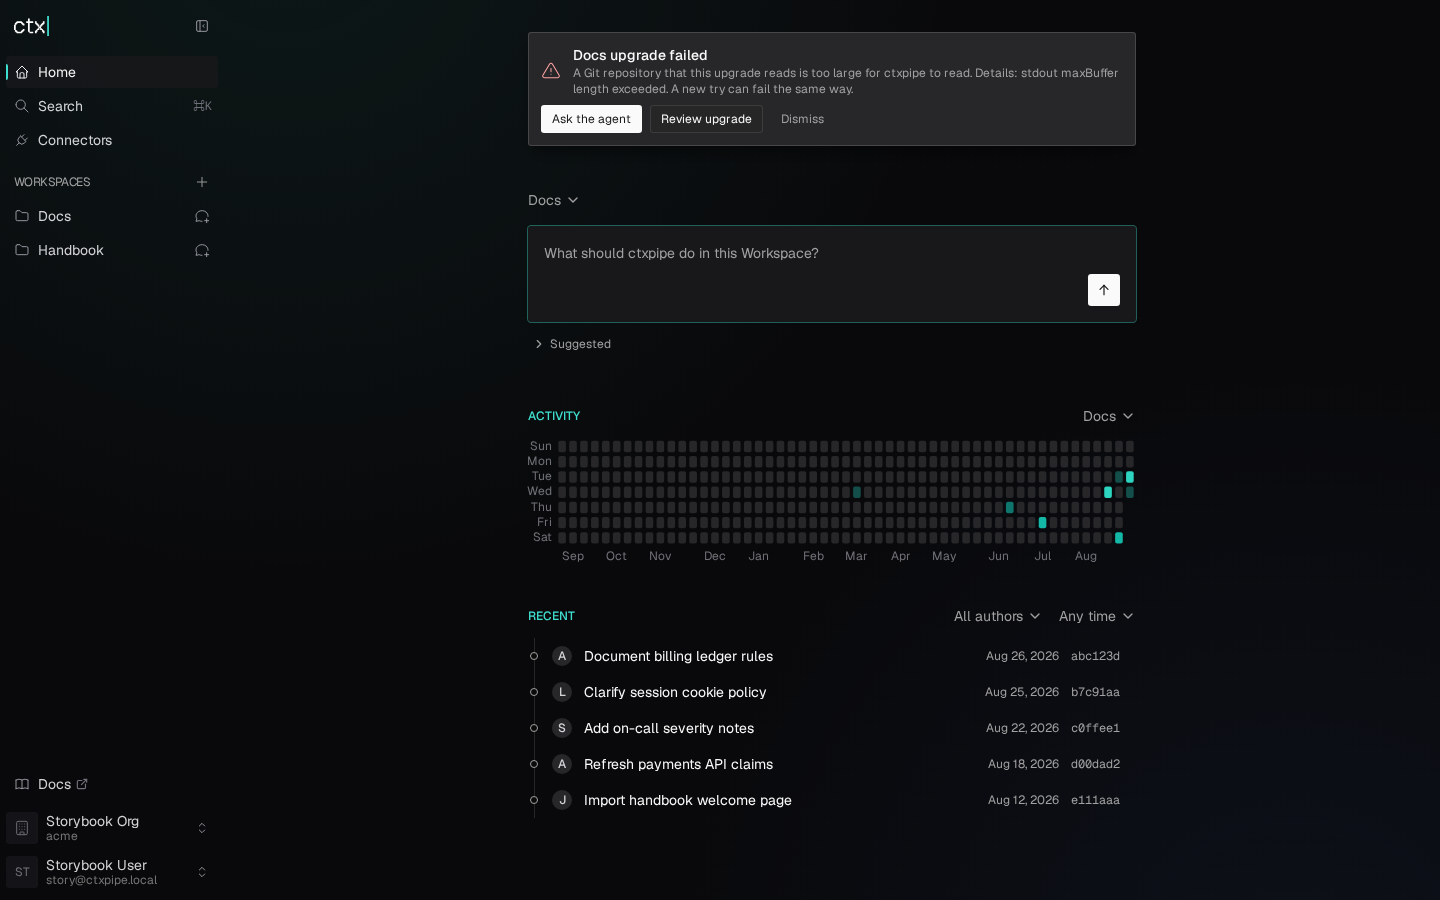 ctx
Home
Search ⌘K
Connectors
WORKSPACES
Docs
Handbook
Docs
Storybook Org
acme
ST
Storybook User
story@ctxpipe.local
Docs upgrade failed
A Git repository that this upgrade reads is too large for ctxpipe to read. Details: stdout maxBuffer
length exceeded. A new try can fail the same way.
Ask the agent Review upgrade Dismiss
Docs
What should ctxpipe do in this Workspace?
Suggested
ACTIVITY Docs
Sun
Mon
Tue
Wed
Thu
Fri
Sat
Sep Oct Nov Dec Jan Feb Mar Apr May Jun Jul Aug
RECENT All authors Any time
A Document billing ledger rules Aug 26, 2026 abc123d
L Clarify session cookie policy Aug 25, 2026 b7c91aa
S Add on-call severity notes Aug 22, 2026 c0ffee1
A Refresh payments API claims Aug 18, 2026 d00dad2
J Import handbook welcome page Aug 12, 2026 e111aaa